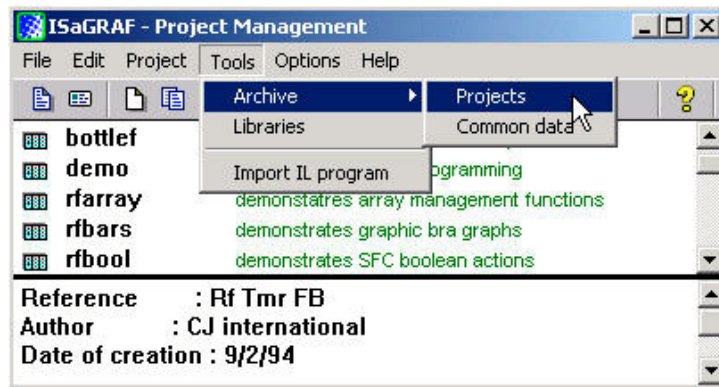 ISaGRAF - Project Management
File Edit Project Tools Options Help
Archive Projects
Libraries Common data
Import IL program
bottlef
demo ogramming
rfarray demonstatres array management functions
rfbars demonstrates graphic bra graphs
rfbool demonstrates SFC boolean actions
Reference : Rf Tmr FB
Author : CJ international
Date of creation : 9/2/94